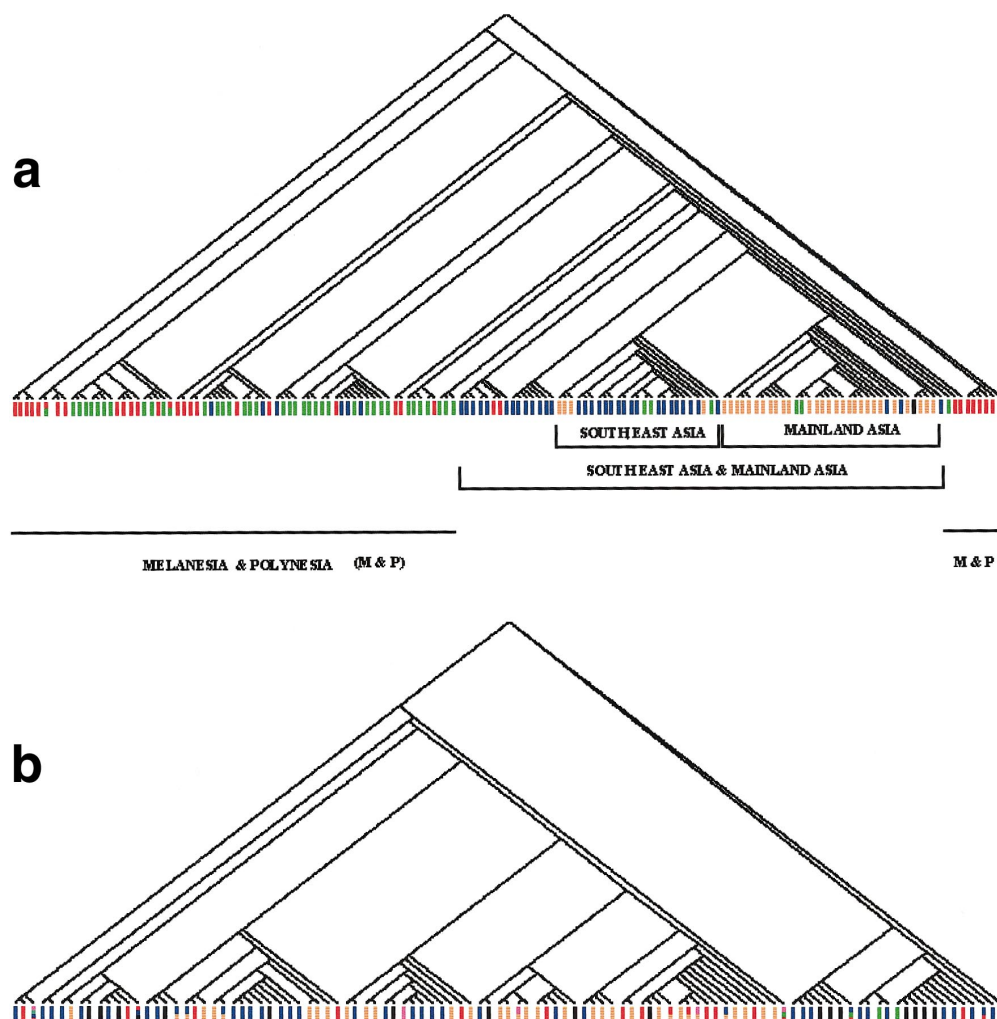 a
SOUTHEAST ASIA
MAINLAND ASIA
SOUTHEAST ASIA & MAINLAND ASIA
MELANESIA & POLYNESIA (M & P)
M & P
b